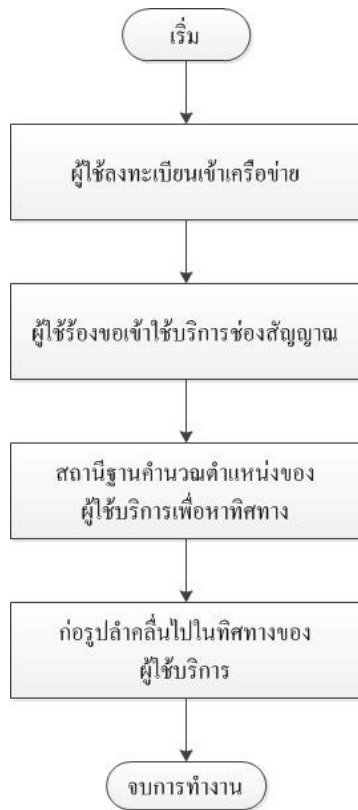 เริ่ม
ผู้ใช้ลงทะเบียนเข้าเครือข่าย
ผู้ใช้ร้องขอเข้าใช้บริการช่องสัญญาณ
สถานีฐานคำนวณตำแหน่งของ
ผู้ใช้บริการเพื่อหาทิศทาง
ก่อรูปลำคลื่นไปในทิศทางของ
ผู้ใช้บริการ
จบการทำงาน